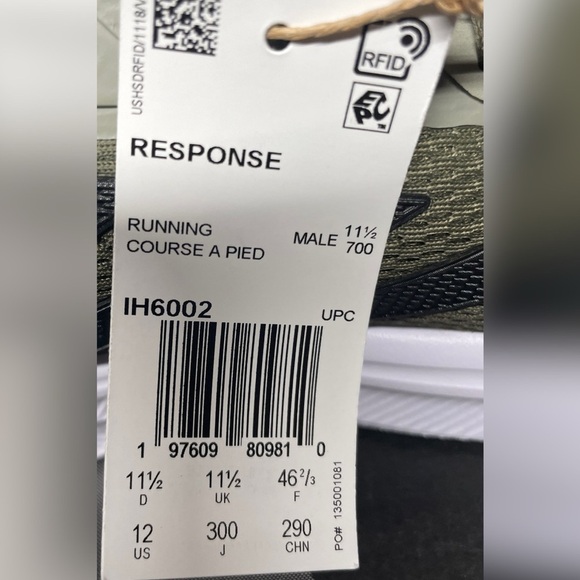 USHSDRFID/1118/V
RFID
EPC™
RESPONSE
RUNNING
COURSE A PIED
MALE 11½
700
IH6002
UPC
1 97609 80981 0
11½ 11½ 46⅔
D UK F
12 300 290
US J CHN
PO# 135001081